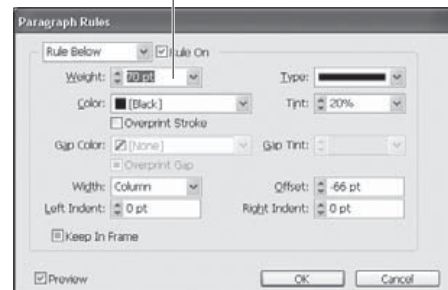 Paragraph Rules
Rule Below Rule On
Weight: 70 pt Type:
Color: [Black] Tint: 20%
Overprint Stroke
Gap Color: [None] Gap Tint:
Overprint Gap
Width: Column Offset: -66 pt
Left Indent: 0 pt Right Indent: 0 pt
Keep In Frame
Preview OK Cancel